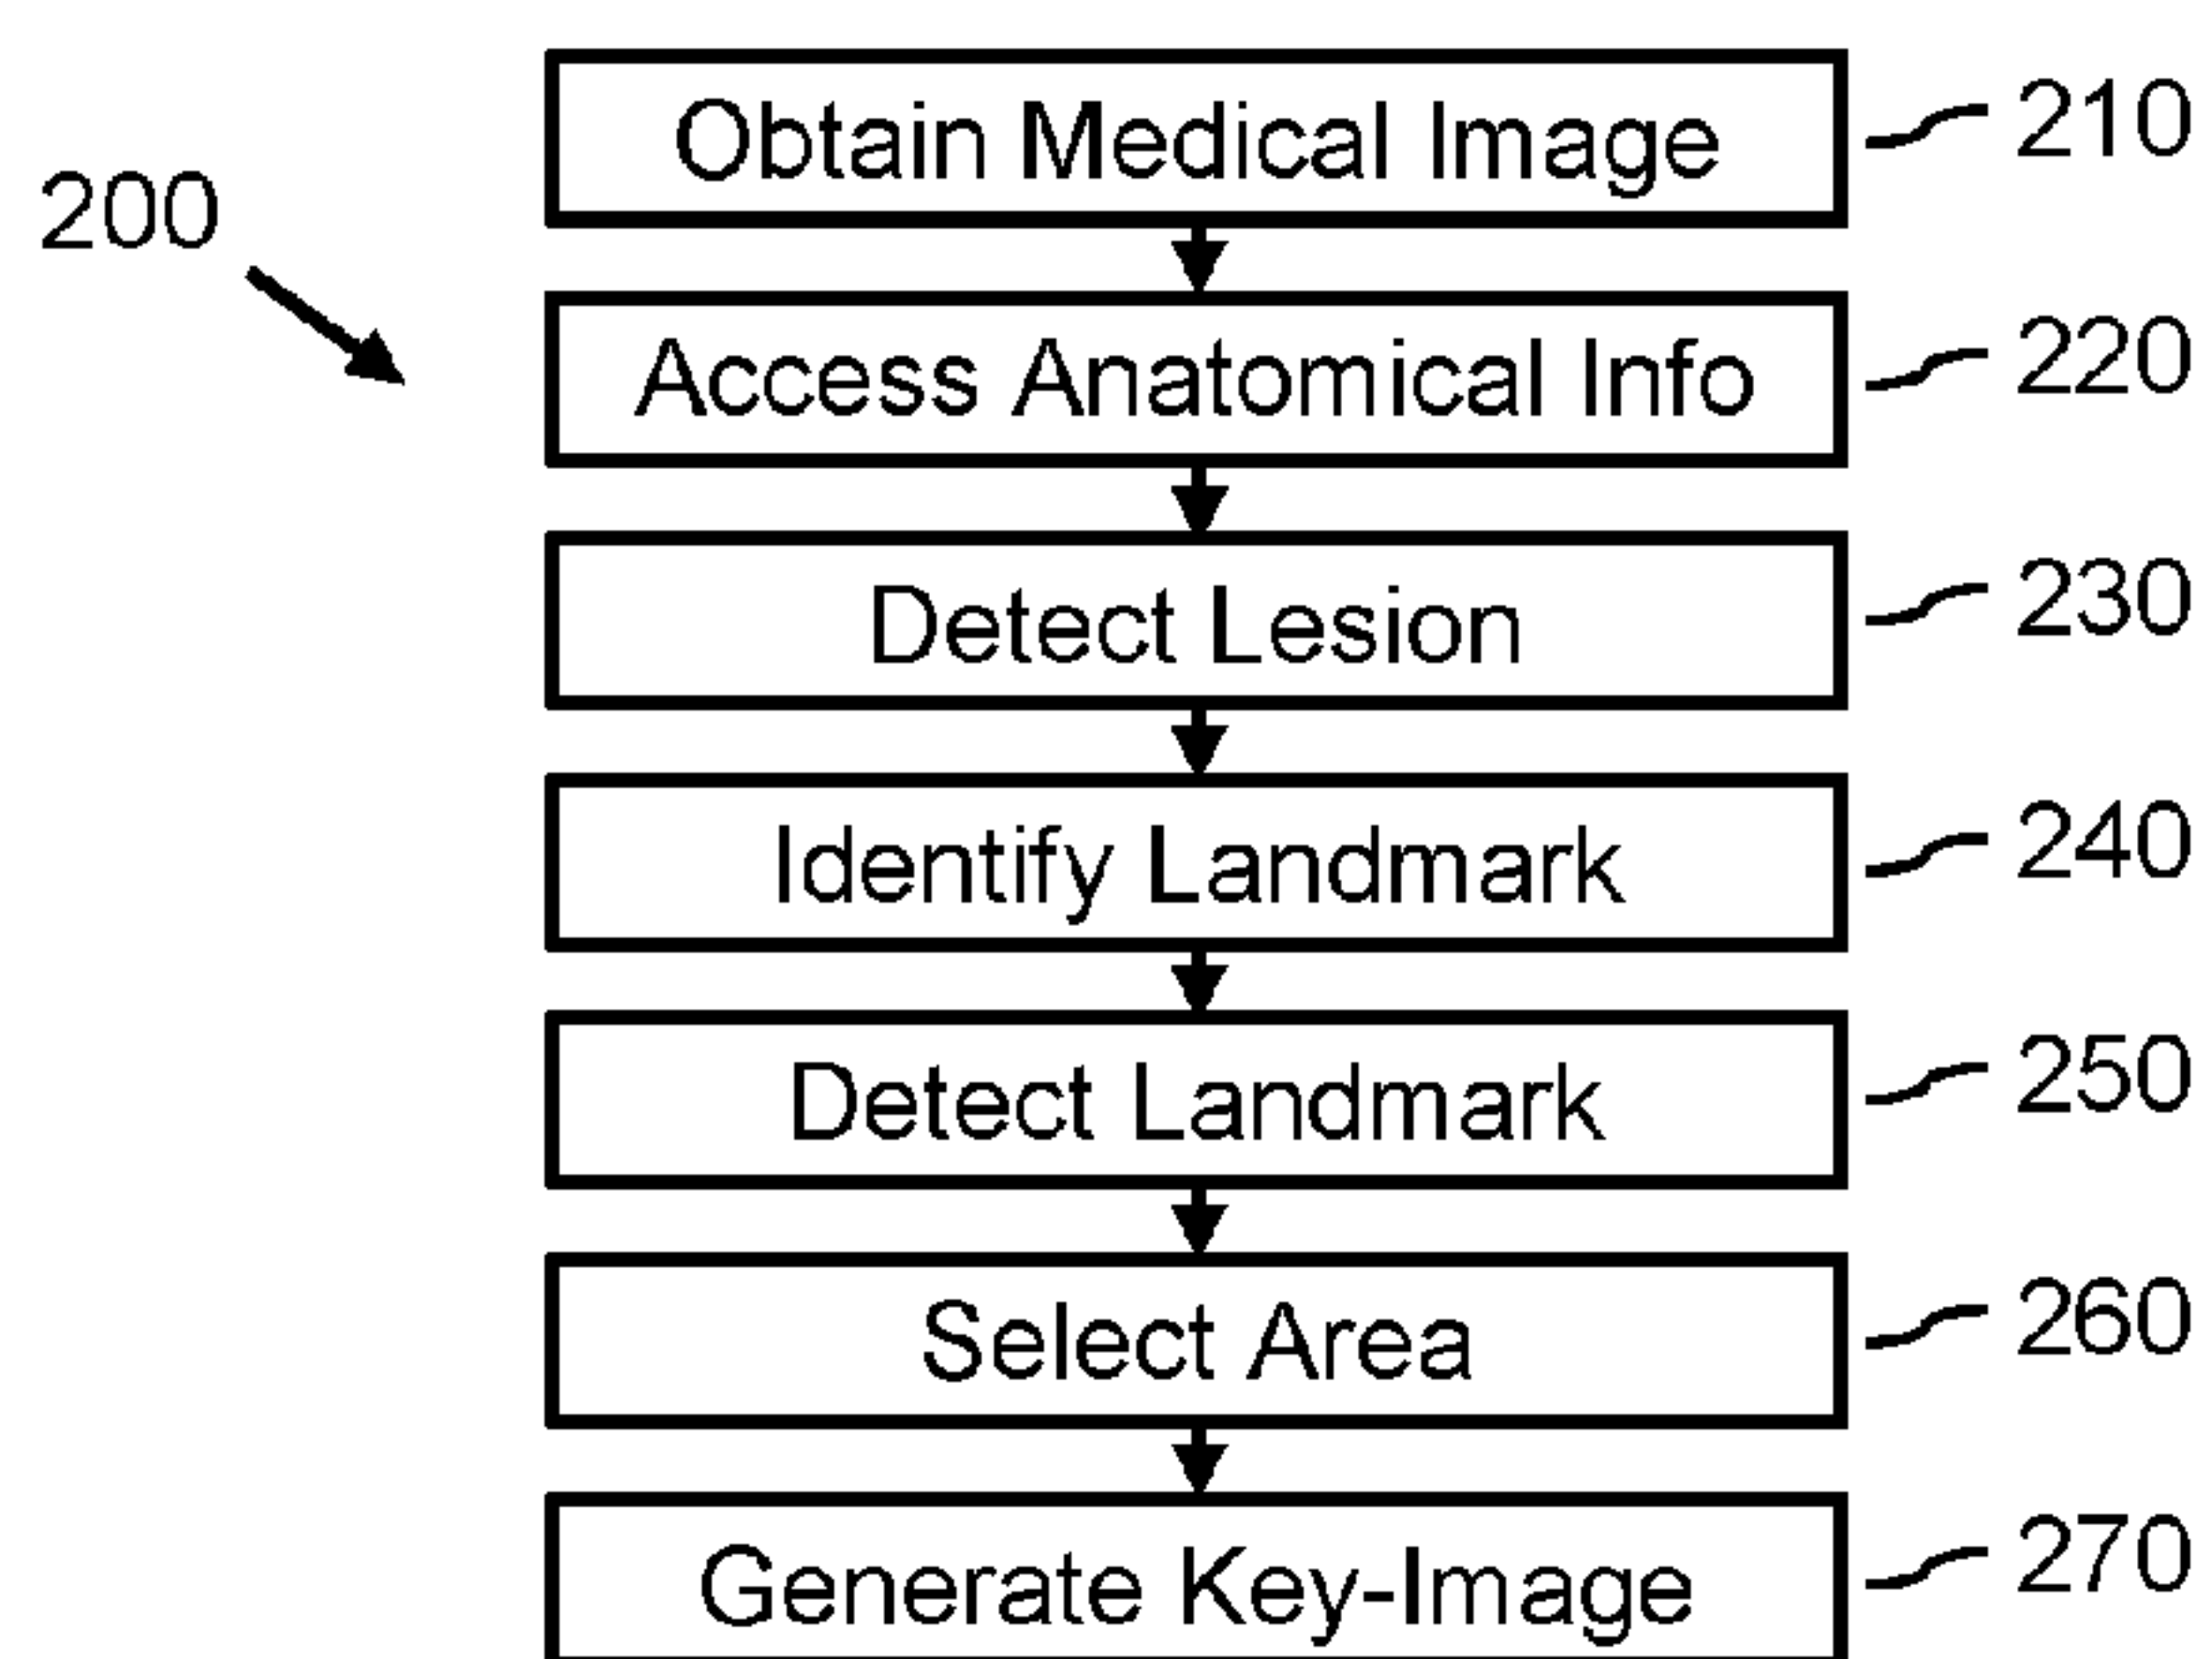 Obtain Medical Image 210
200
Access Anatomical Info 220
Detect Lesion 230
Identify Landmark 240
Detect Landmark 250
Select Area 260
Generate Key-Image 270